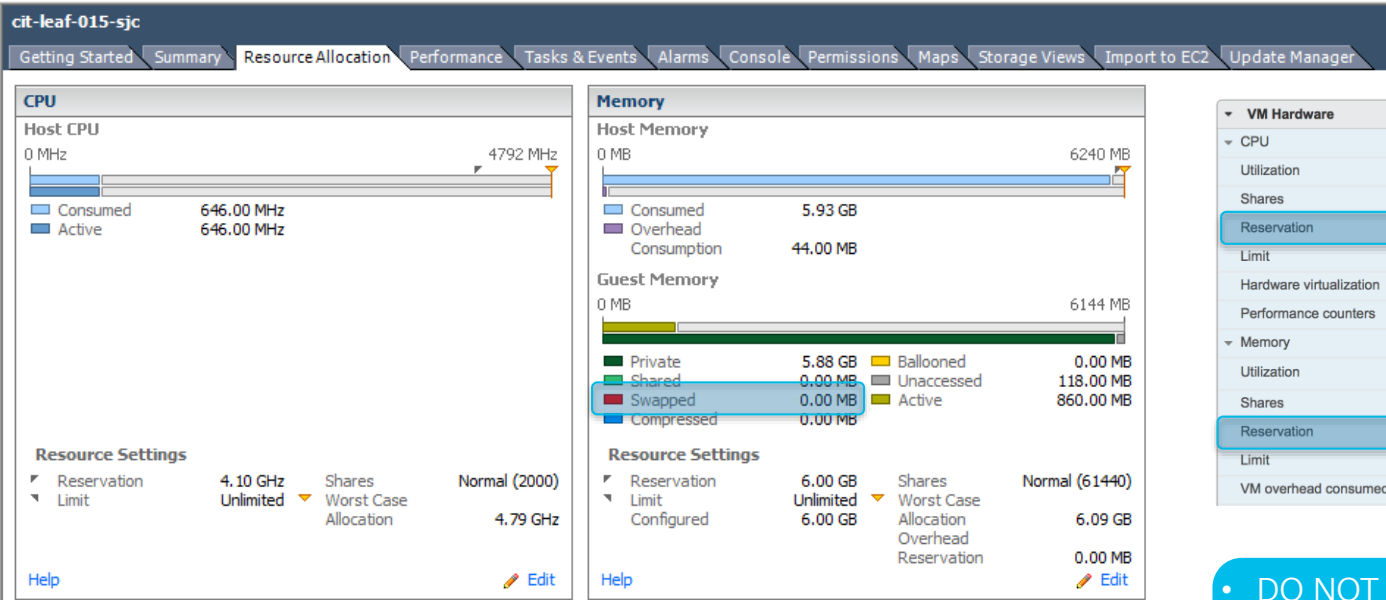 cit-leaf-015-sjc
Getting Started Summary Resource Allocation Performance Tasks & Events Alarms Console Permissions Maps Storage Views Import to EC2 Update Manager
CPU
Host CPU
0 MHz 4792 MHz
Consumed 646.00 MHz
Active 646.00 MHz
Resource Settings
Reservation 4.10 GHz Shares Normal (2000)
Limit Unlimited Worst Case
Allocation 4.79 GHz
Help Edit
Memory
Host Memory
0 MB 6240 MB
Consumed 5.93 GB
Overhead
Consumption 44.00 MB
Guest Memory
0 MB 6144 MB
Private 5.88 GB Ballooned 0.00 MB
Shared 0.00 MB Unaccessed 118.00 MB
Swapped 0.00 MB Active 860.00 MB
Compressed 0.00 MB
Resource Settings
Reservation 6.00 GB Shares Normal (61440)
Limit Unlimited Worst Case
Configured 6.00 GB Allocation 6.09 GB
Overhead
Reservation 0.00 MB
Help Edit
VM Hardware
CPU
Utilization
Shares
Reservation
Limit
Hardware virtualization
Performance counters
Memory
Utilization
Shares
Reservation
Limit
VM overhead consumed
• DO NOT